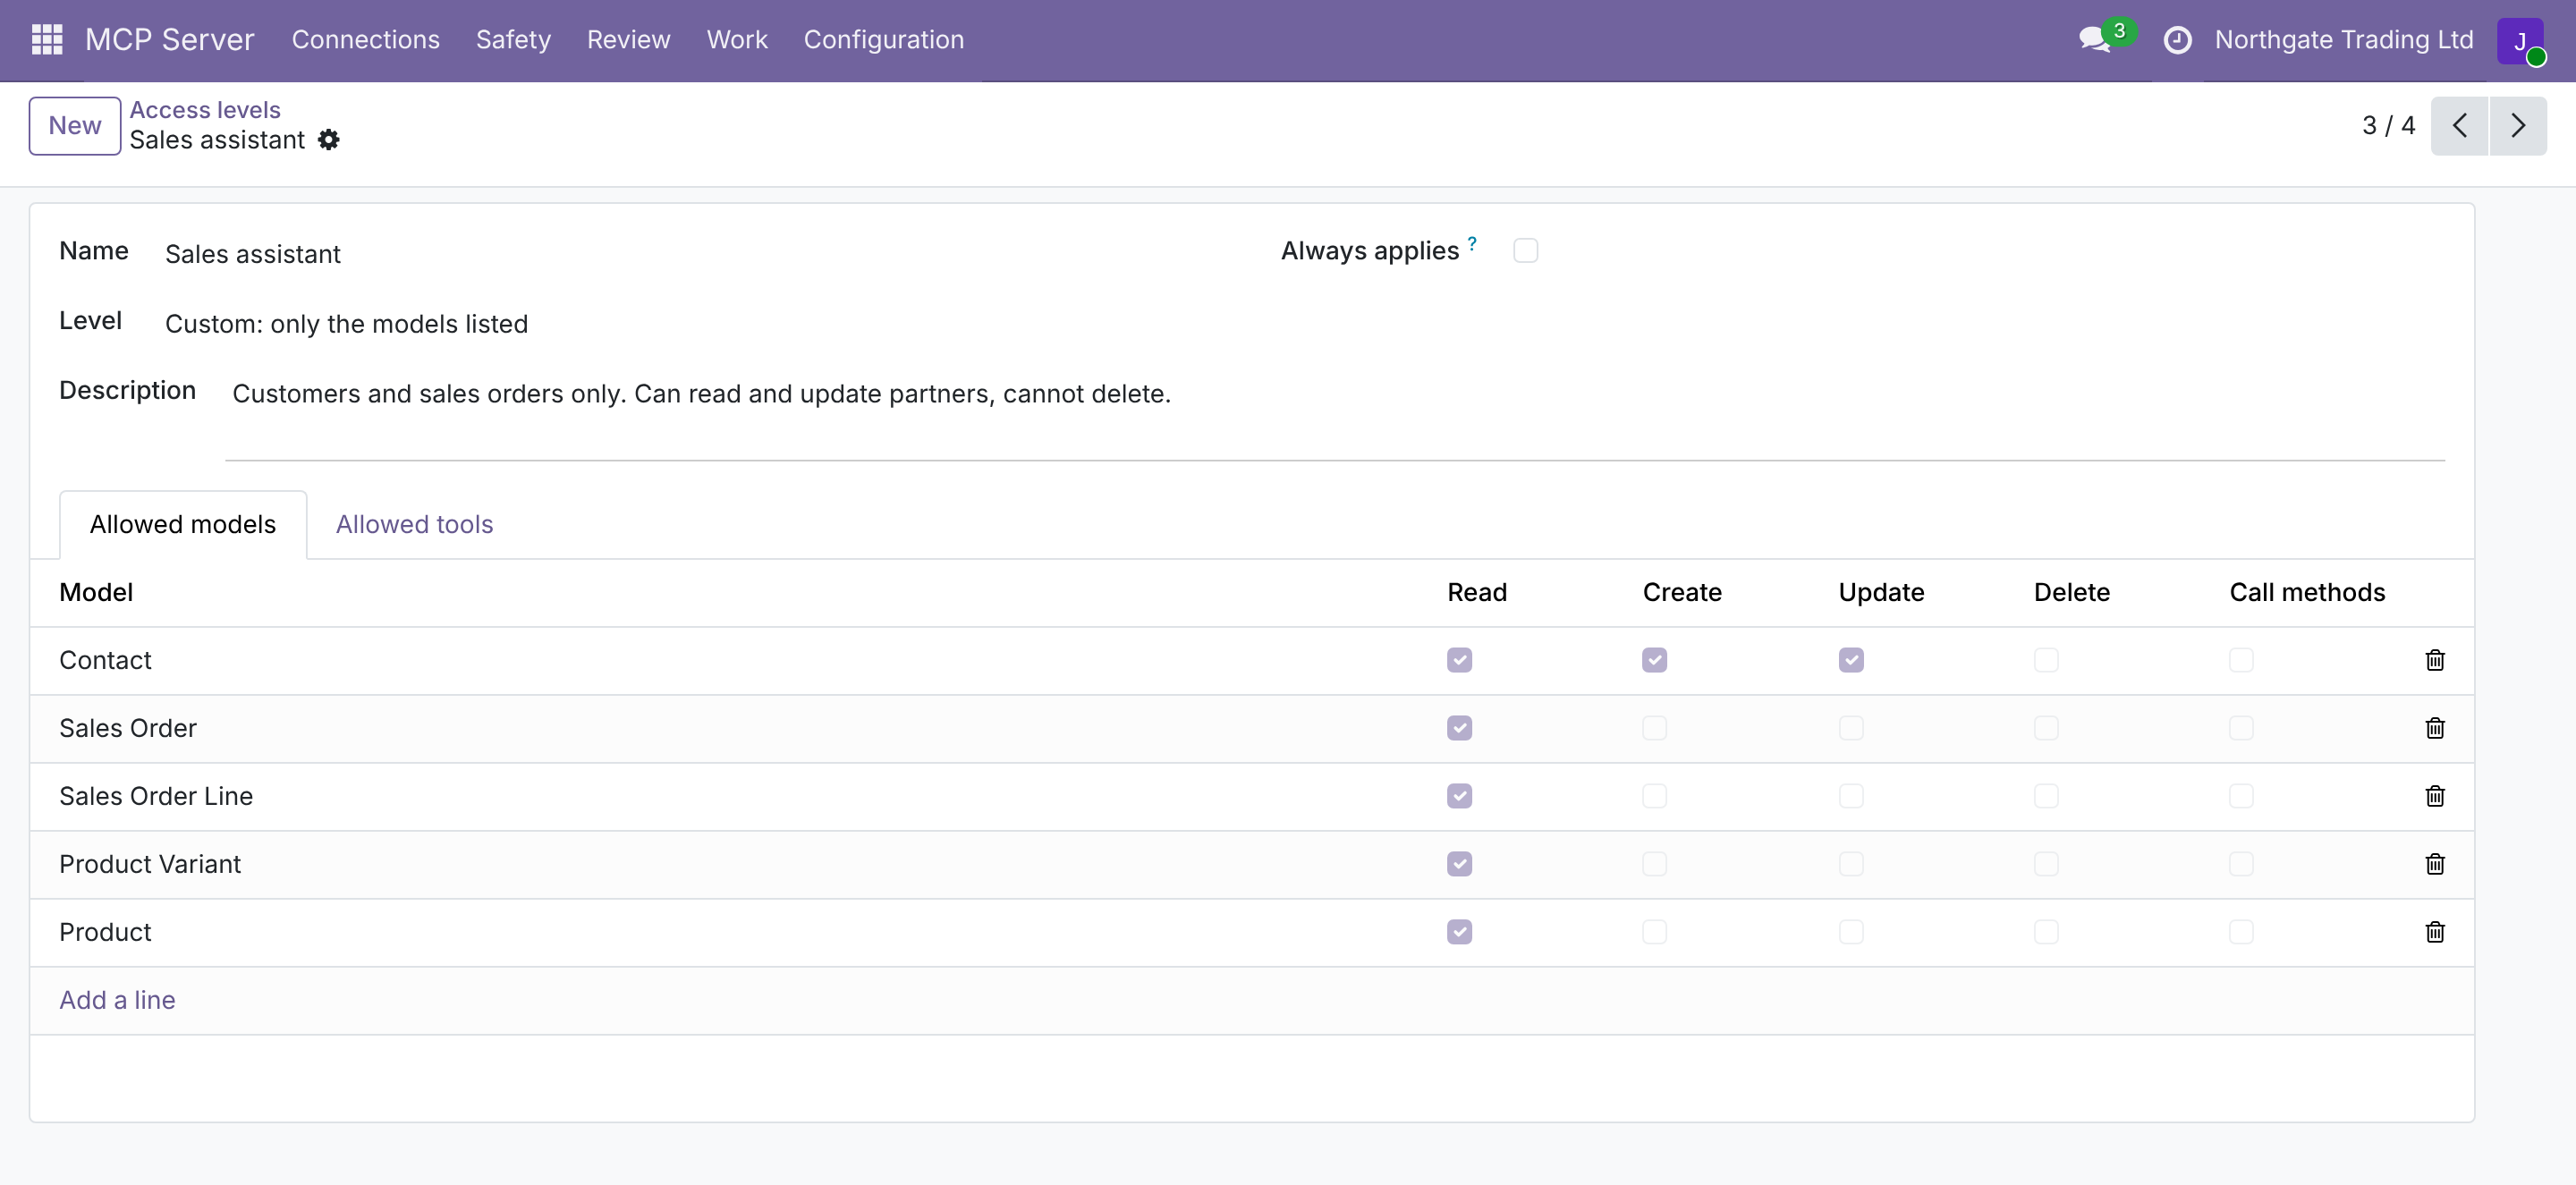 MCP Server Connections Safety Review Work Configuration 3 Northgate Trading Ltd J
New Access levels
Sales assistant 3 / 4
Name Sales assistant Always applies ?
Level Custom: only the models listed
Description Customers and sales orders only. Can read and update partners, cannot delete.
Allowed models Allowed tools
Model Read Create Update Delete Call methods
Contact
Sales Order
Sales Order Line
Product Variant
Product
Add a line